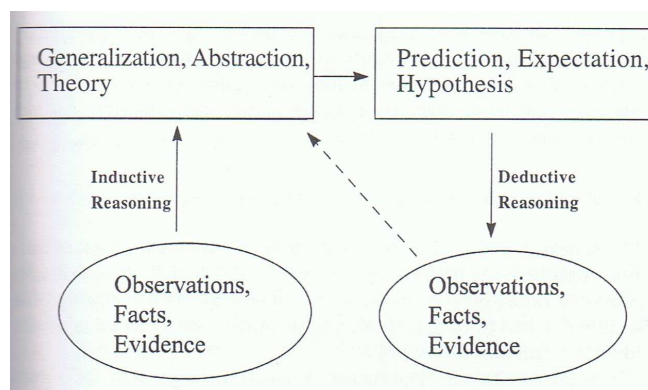 Generalization, Abstraction,
Theory
Prediction, Expectation,
Hypothesis
Inductive
Reasoning
Deductive
Reasoning
Observations,
Facts,
Evidence
Observations,
Facts,
Evidence